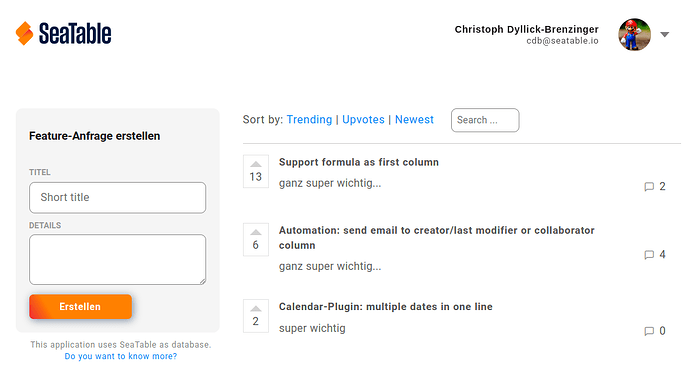 SeaTable
Christoph Dyllick-Brenzinger
cdb@seatable.io
Feature-Anfrage erstellen
TITEL
Short title
DETAILS
Erstellen
This application uses SeaTable as database.
Do you want to know more?
Sort by: Trending | Upvotes | Newest
Search ...
13
Support formula as first column
ganz super wichtig...
2
6
Automation: send email to creator/last modifier or collaborator
column
ganz super wichtig...
4
2
Calendar-Plugin: multiple dates in one line
super wichtig
0